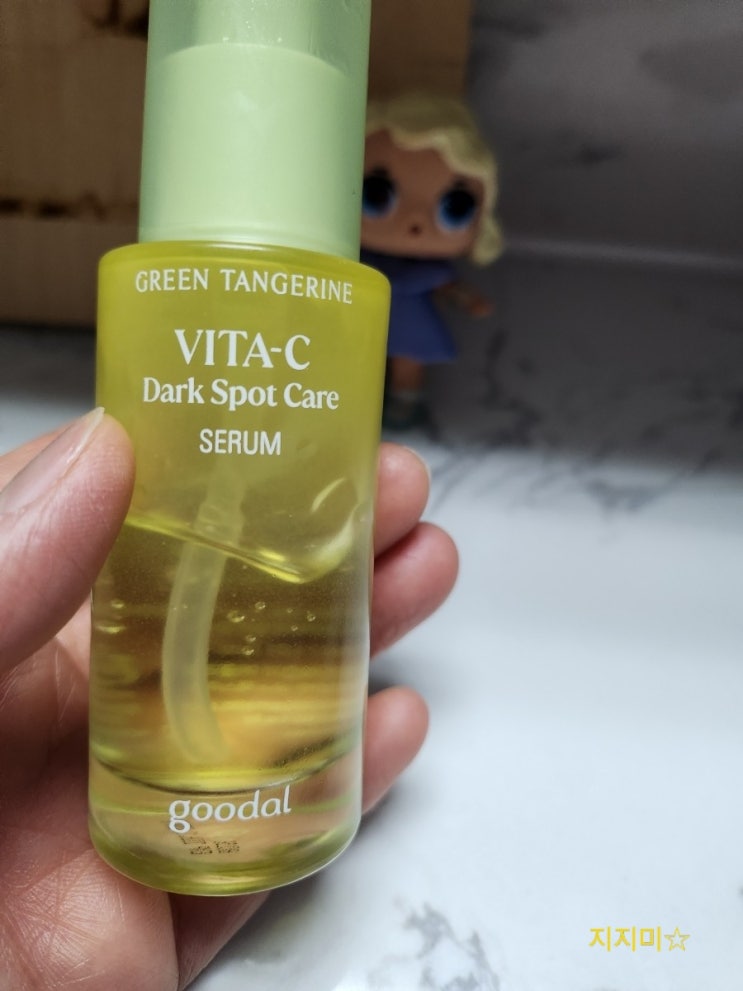 GREEN TANGERINE
VITA-C
Dark Spot Care
SERUM
goodal
지지미☆